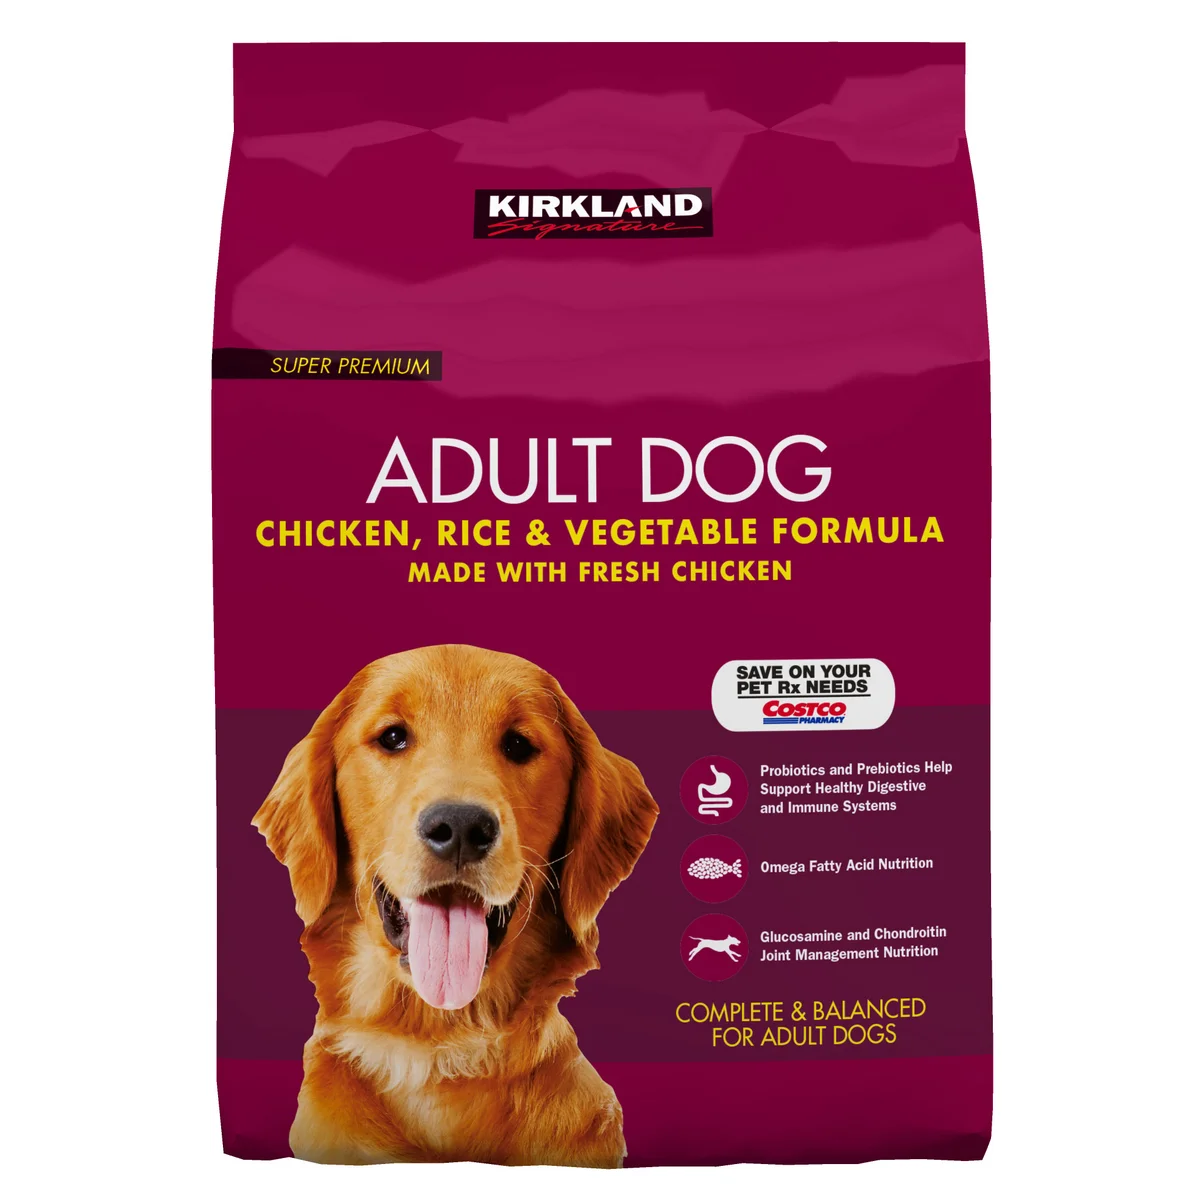 KIRKLAND
Signature
SUPER PREMIUM
ADULT DOG
CHICKEN, RICE & VEGETABLE FORMULA
MADE WITH FRESH CHICKEN
SAVE ON YOUR
PET Rx NEEDS
COSTCO
PHARMACY
Probiotics and Prebiotics Help
Support Healthy Digestive
and Immune Systems
Omega Fatty Acid Nutrition
Glucosamine and Chondroitin
Joint Management Nutrition
COMPLETE & BALANCED
FOR ADULT DOGS